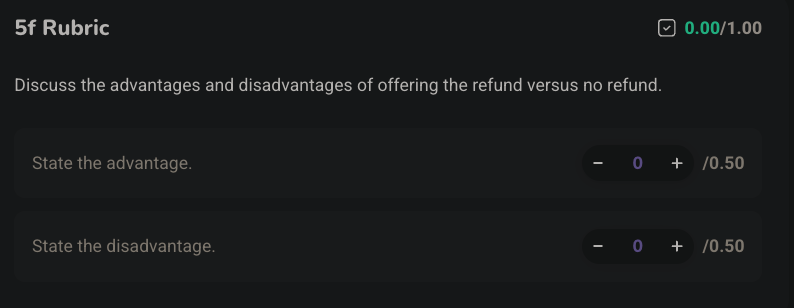 5f Rubric
0.00/1.00
Discuss the advantages and disadvantages of offering the refund versus no refund.
State the advantage.
− 0 + /0.50
State the disadvantage.
− 0 + /0.50